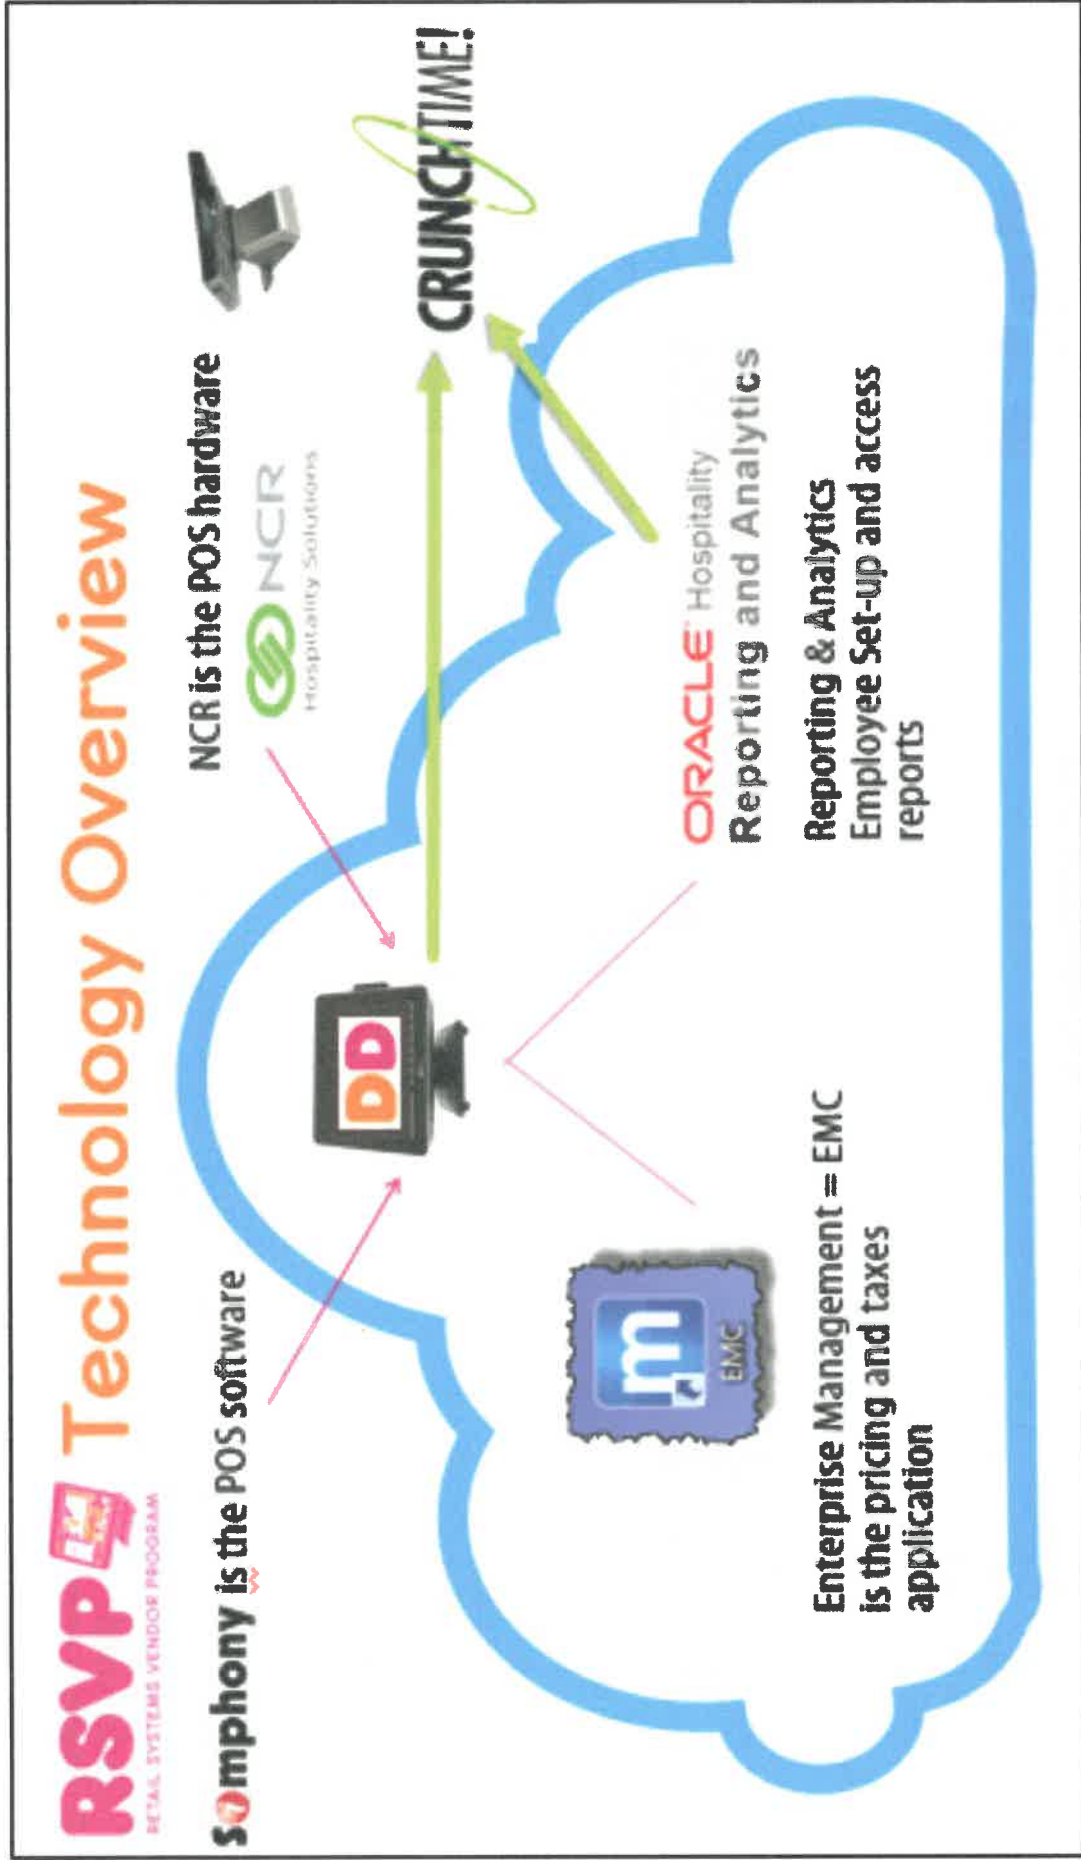 RSVP Technology Overview
RETAIL SYSTEMS VENDOR PROGRAM
Symphony is the POS software
NCR is the POS hardware
NCR
Hospitality Solutions
DD
CRUNCHTIME!
m
EMC
Enterprise Management = EMC
is the pricing and taxes
application
ORACLE Hospitality
Reporting and Analytics
Reporting & Analytics
Employee Set-up and access
reports